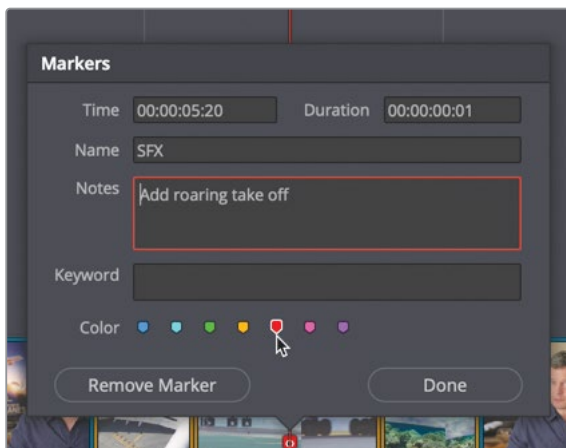 Markers
Time 00:00:05:20 Duration 00:00:00:01
Name SFX
Notes Add roaring take off
Keyword
Color
Remove Marker Done